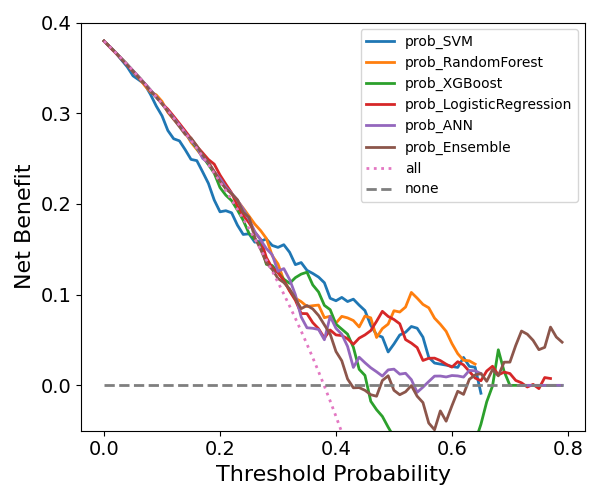 0.4
0.3
0.2
0.1
0.0
Net Benefit
prob_SVM
prob_RandomForest
prob_XGBoost
prob_LogisticRegression
prob_ANN
prob_Ensemble
all
none
0.0 0.2 0.4 0.6 0.8
Threshold Probability